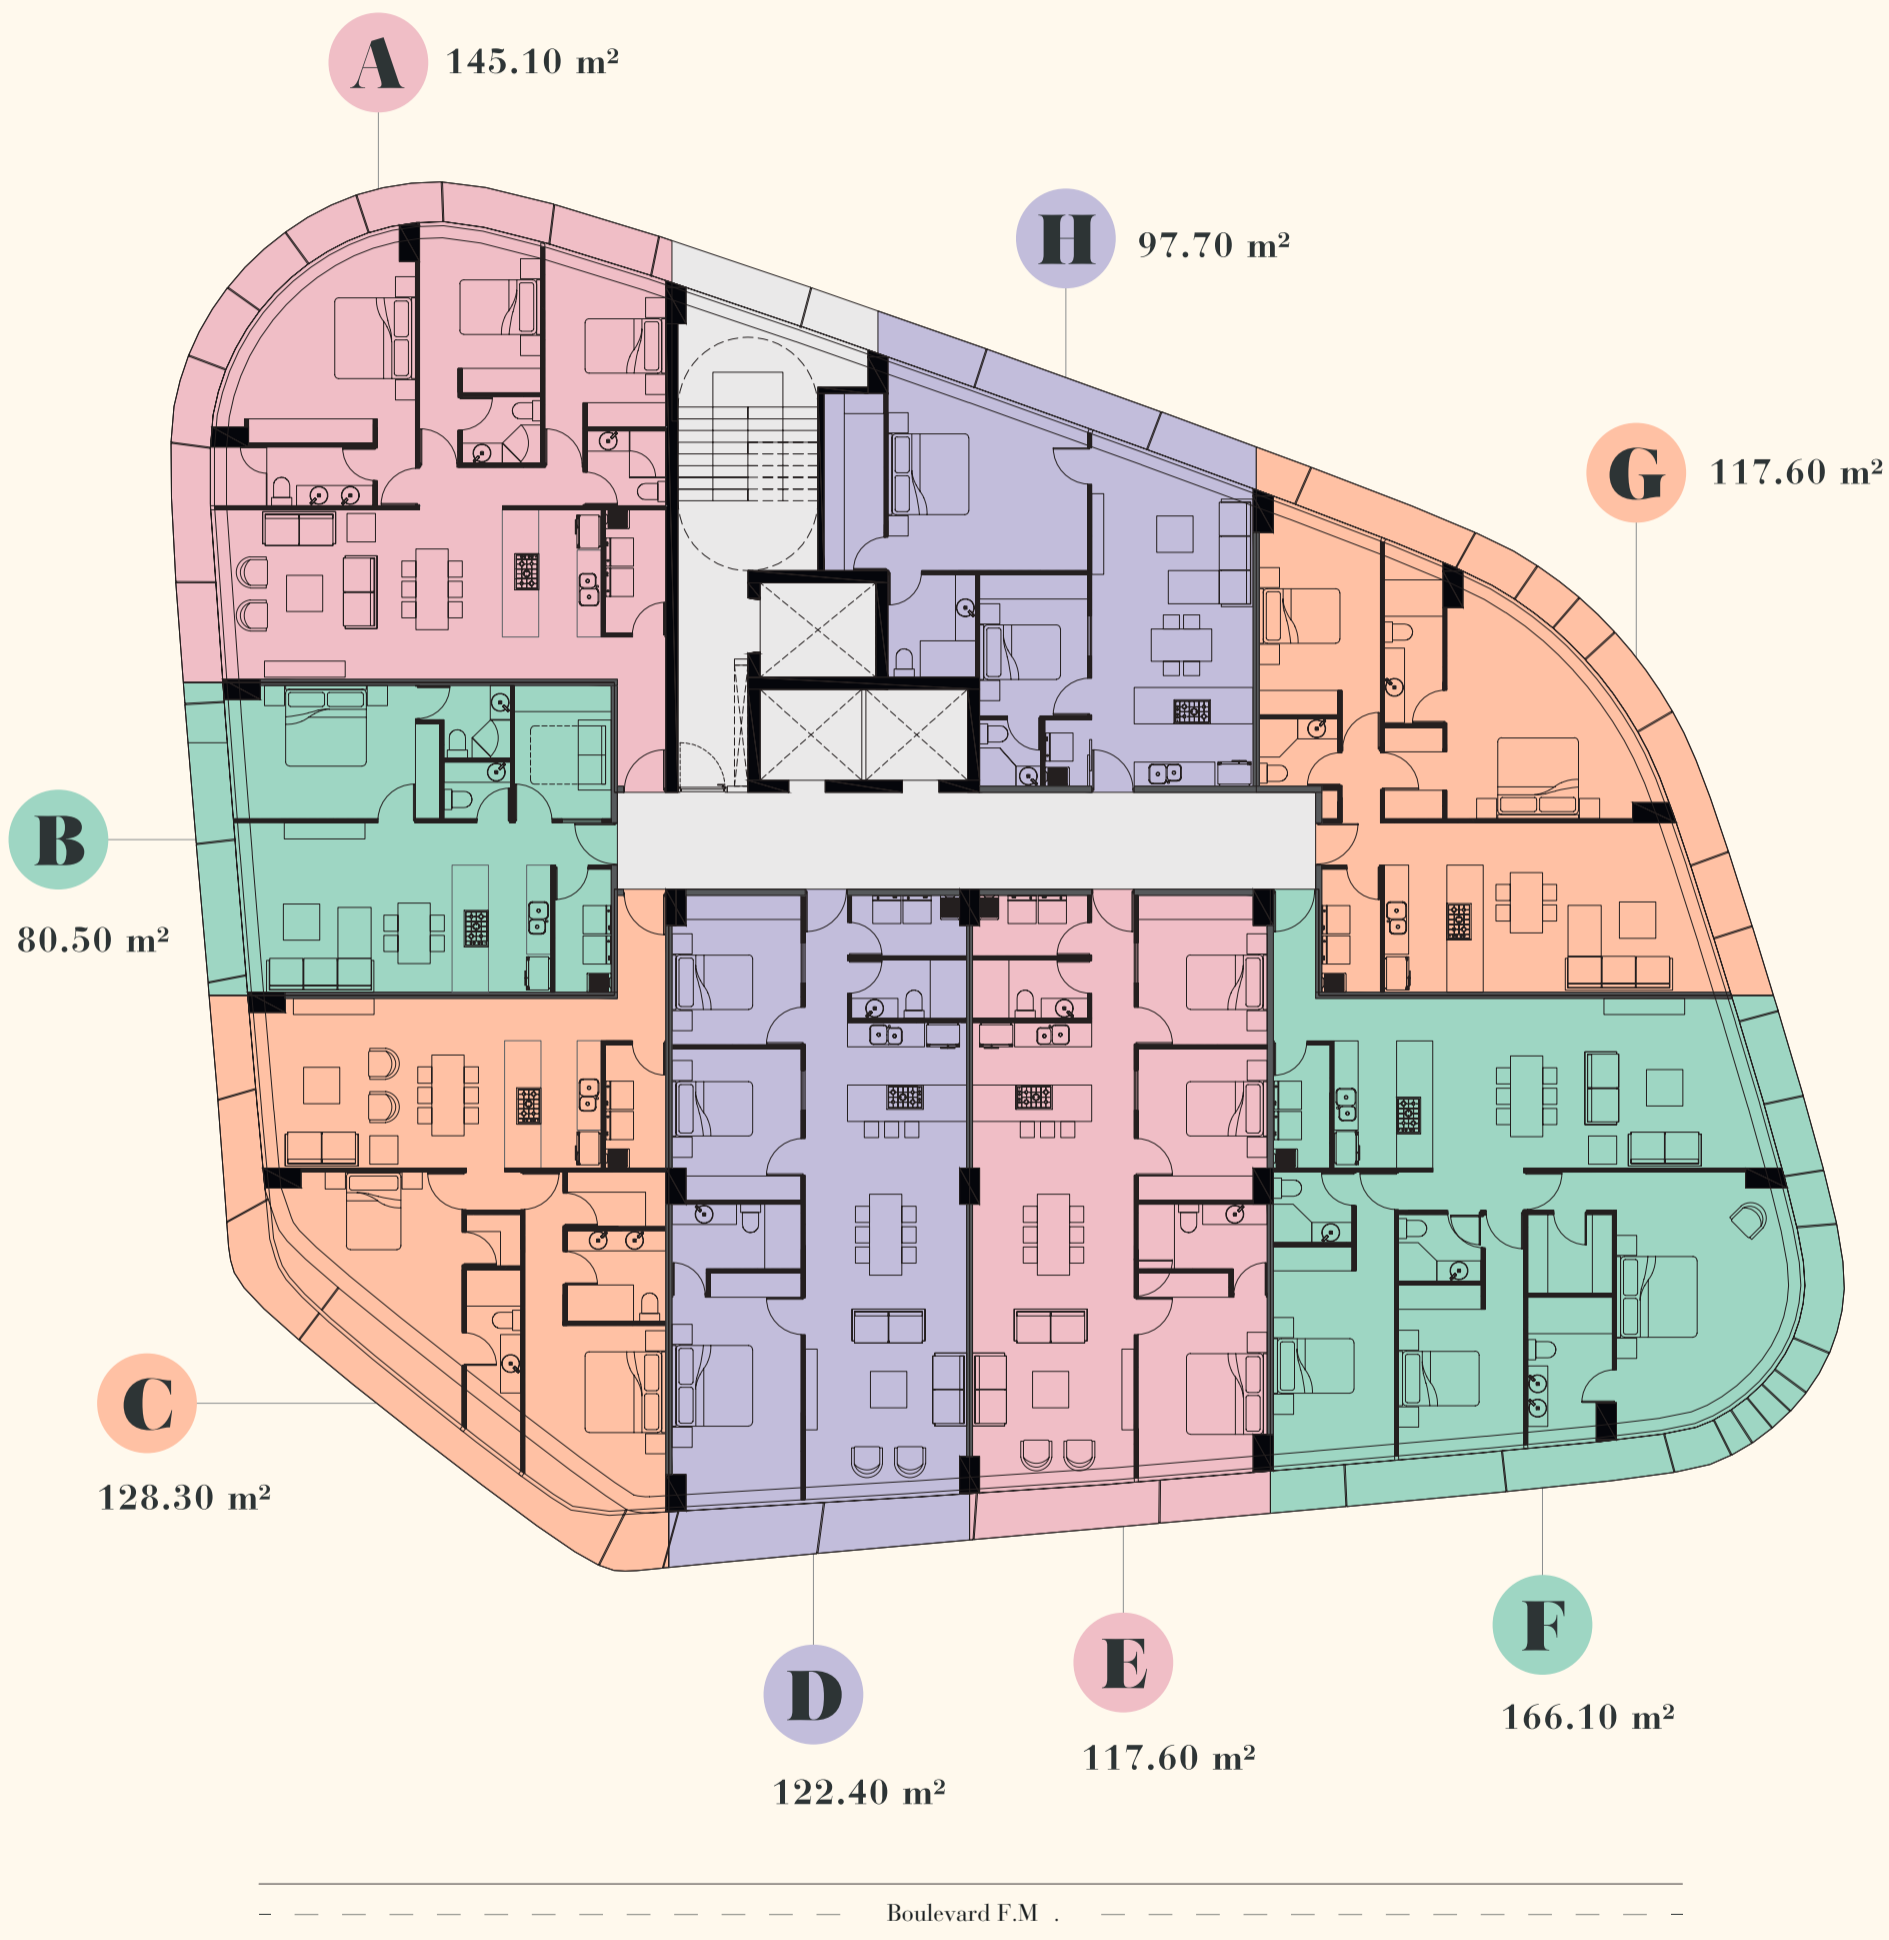 A
145.10 m²
H
97.70 m²
G
117.60 m²
B
80.50 m²
C
128.30 m²
D
122.40 m²
E
117.60 m²
F
166.10 m²
Boulevard F.M .